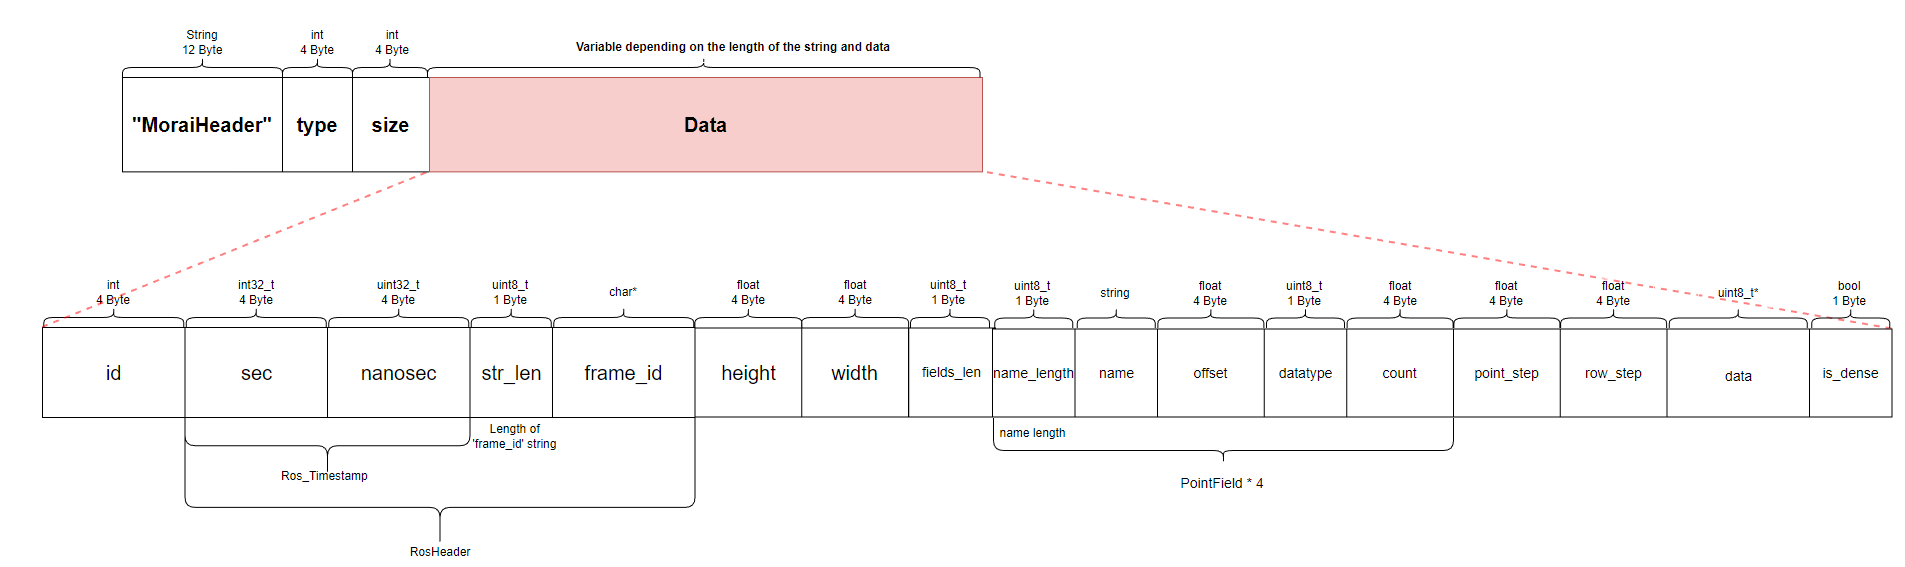 String
12 Byte
int
4 Byte
int
4 Byte
Variable depending on the length of the string and data
"MoraiHeader"
type
size
Data
int
4 Byte
int32_t
4 Byte
uint32_t
4 Byte
uint8_t
1 Byte
char*
float
4 Byte
float
4 Byte
uint8_t
1 Byte
uint8_t
1 Byte
string
float
4 Byte
uint8_t
1 Byte
float
4 Byte
float
4 Byte
float
4 Byte
uint8_t*
bool
1 Byte
id
sec
nanosec
str_len
frame_id
height
width
fields_len
name_length
name
offset
datatype
count
point_step
row_step
data
is_dense
Length of
'frame_id' string
name length
Ros_Timestamp
PointField * 4
RosHeader